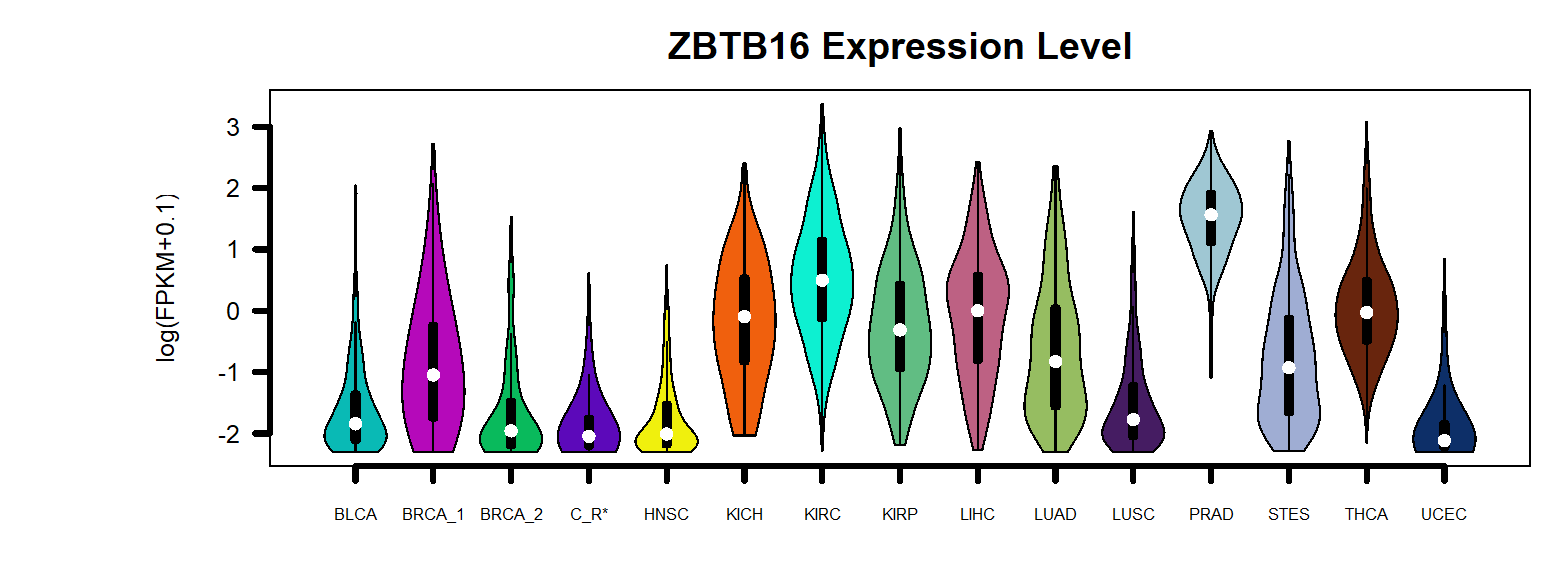 ZBTB16 Expression Level
log(FPKM+0.1)
3
2
1
0
-1
-2
BLCA BRCA_1 BRCA_2 C_R* HNSC KICH KIRC KIRP LIHC LUAD LUSC PRAD STES THCA UCEC